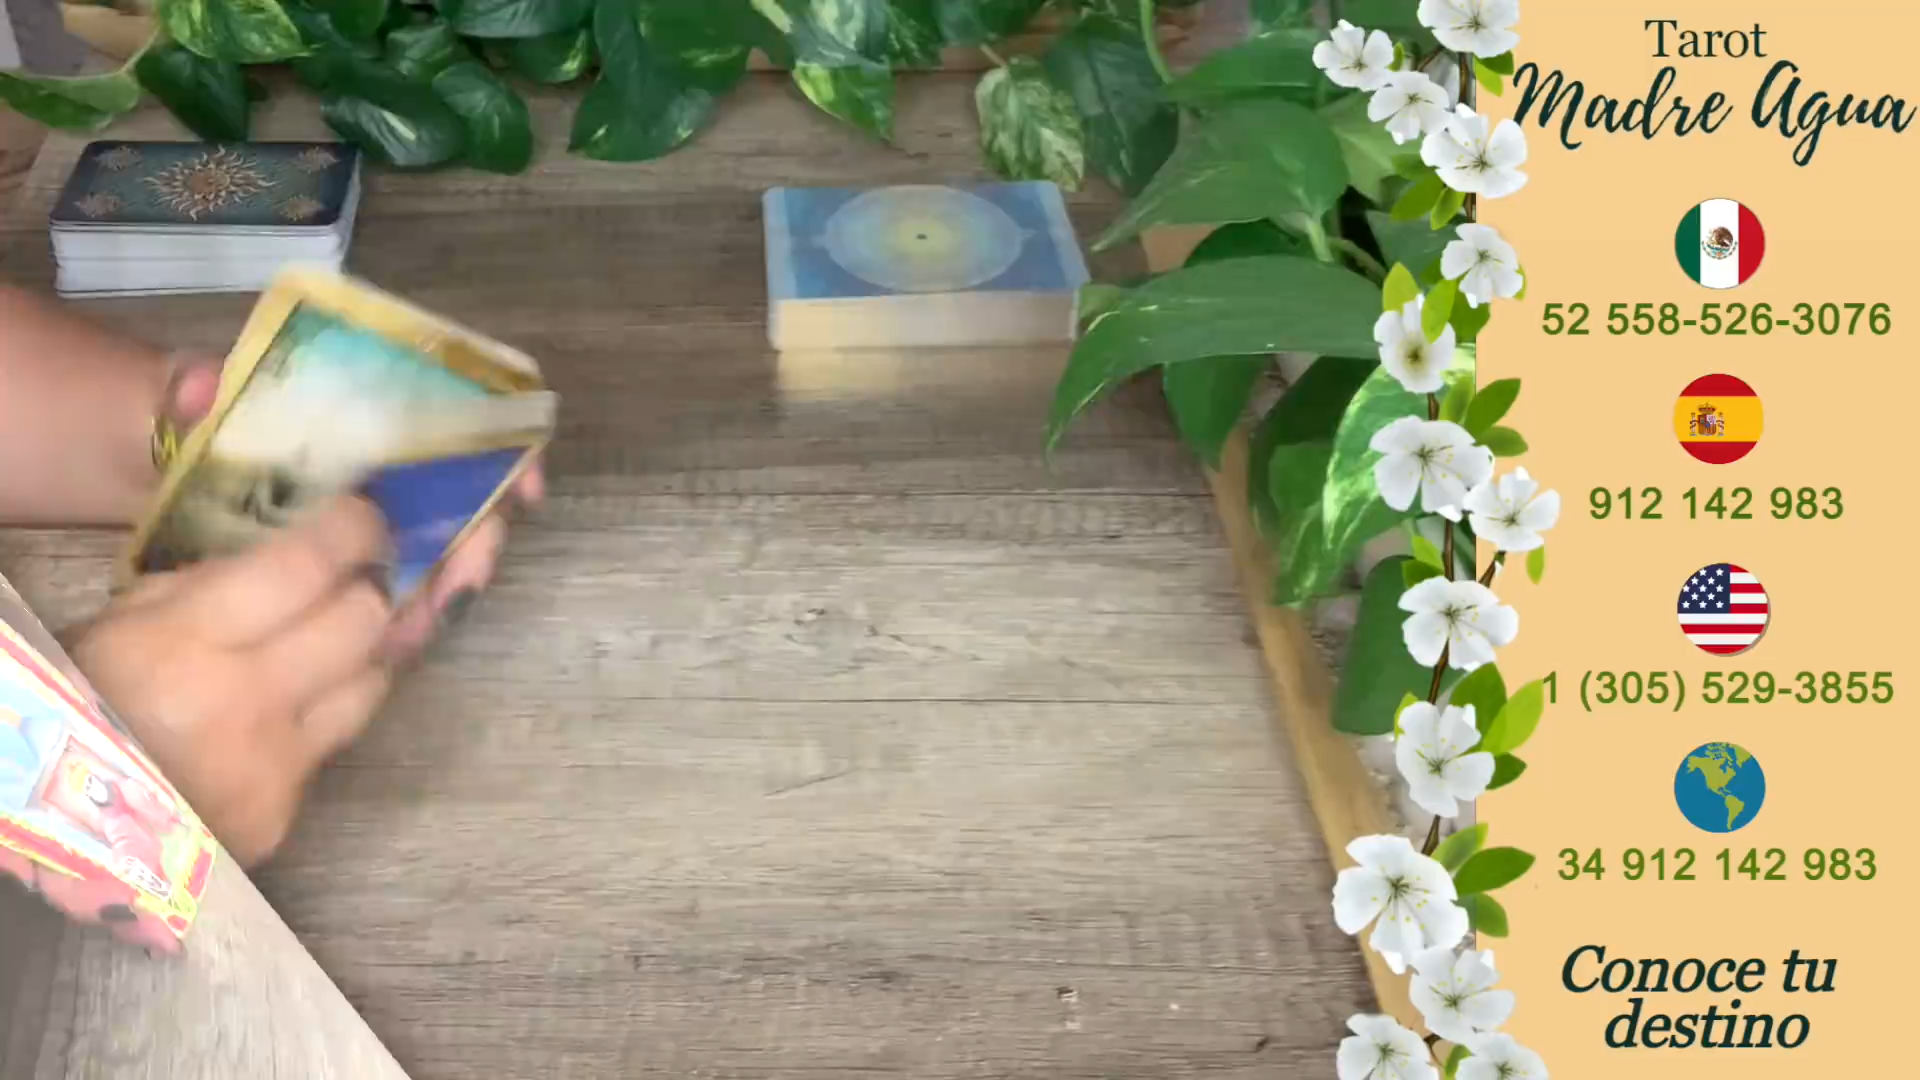 Tarot
Madre Agua
52 558-526-3076
912 142 983
1 (305) 529-3855
34 912 142 983
Conoce tu
destino